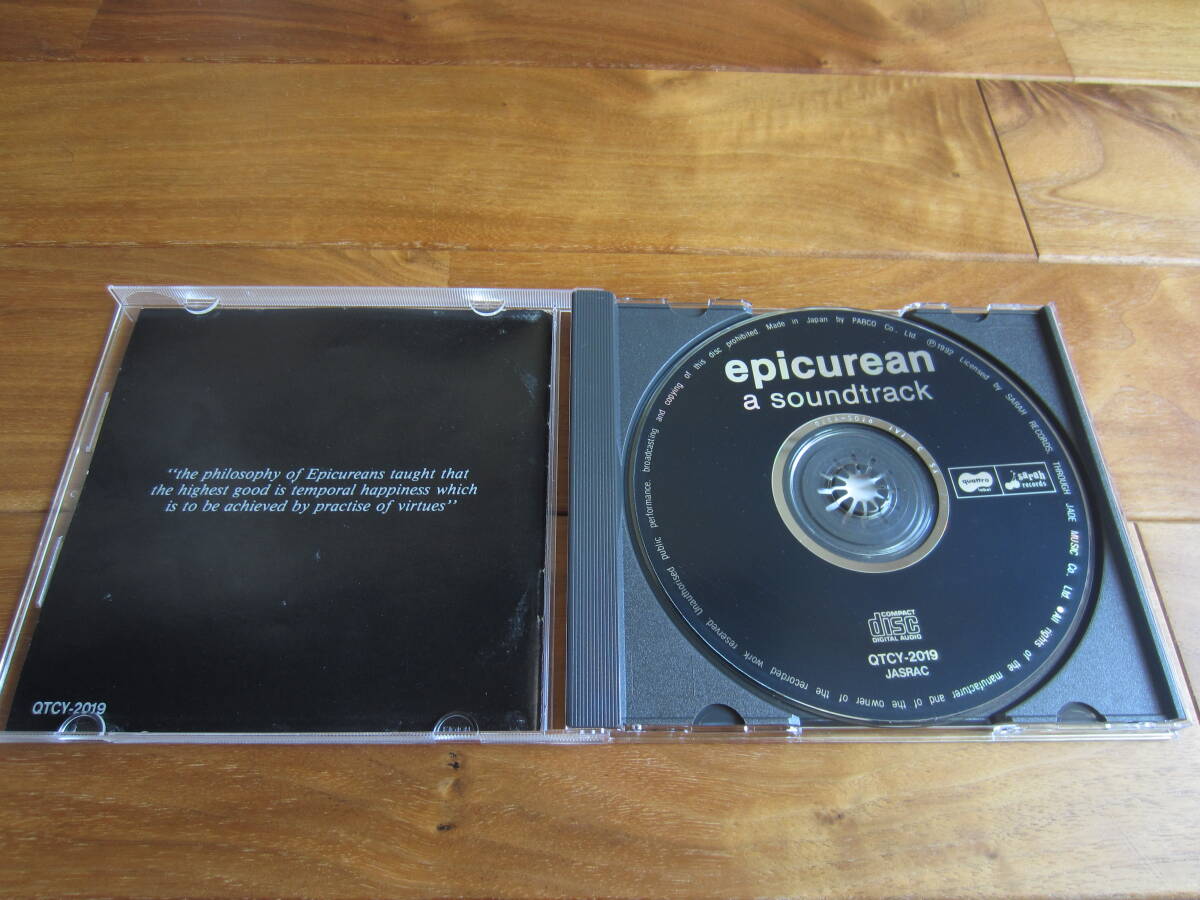 “the philosophy of Epicureans taught that
the highest good is temporal happiness which
is to be achieved by practise of virtues”
QTCY-2019
epicurean
a soundtrack
quattro
label
sarah
records
COMPACT
disc
DIGITAL AUDIO
QTCY-2019
JASRAC
Made in Japan by PARCO Co., Ltd. ℗1992 Licensed by SARAH RECORDS, THROUGH JADE MUSIC Co. Ltd. ●All rights of the manufacturer and of the owner of the recorded work reserved Unauthorised public performance, broadcasting and copying of this disc prohibited.